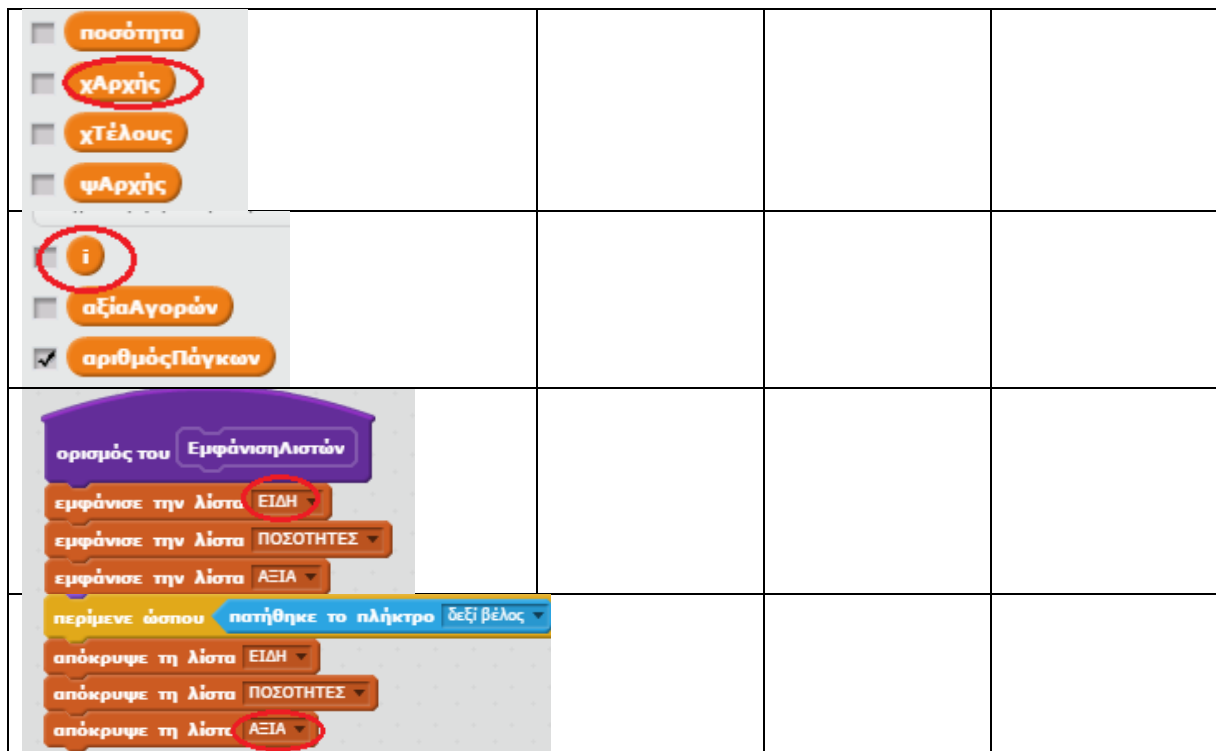 ποσότητα
χΑρχής
χΤέλους
ψΑρχής
i
αξίαΑγορών
αριθμόςΠάγκων
ορισμός του ΕμφάνισηΛιστών
εμφάνισε την λίστα ΕΙΔΗ
εμφάνισε την λίστα ΠΟΣΟΤΗΤΕΣ
εμφάνισε την λίστα ΑΞΙΑ
περίμενε ώσπου πατήθηκε το πλήκτρο δεξί βέλος
απόκρυψε τη λίστα ΕΙΔΗ
απόκρυψε τη λίστα ΠΟΣΟΤΗΤΕΣ
απόκρυψε τη λίστα ΑΞΙΑ